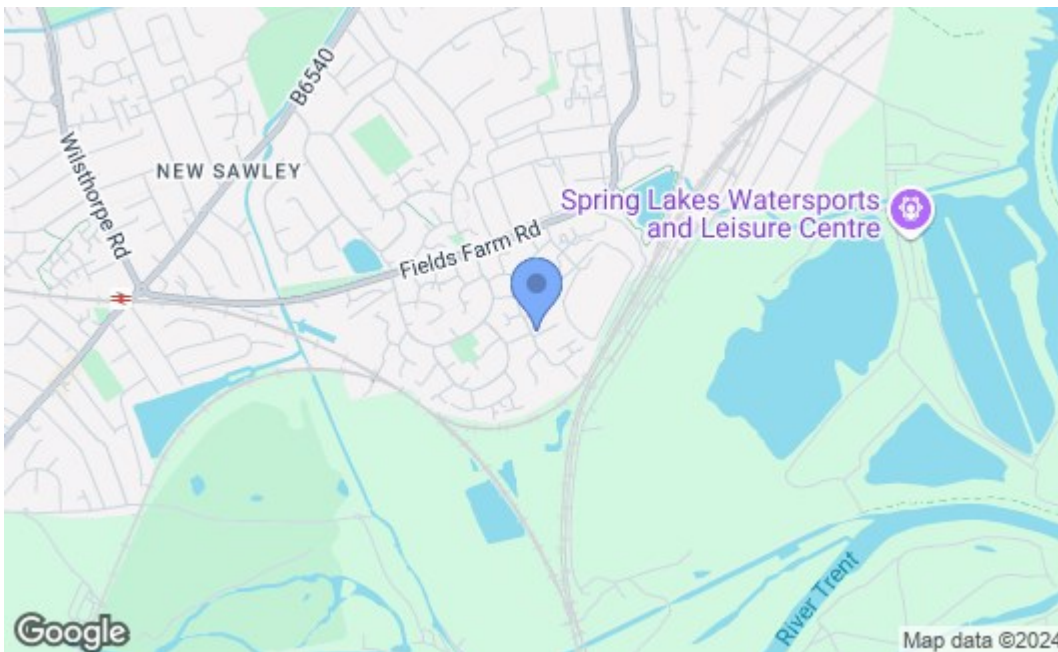 B6540
Wilsthorpe Rd
NEW SAWLEY
Spring Lakes Watersports
and Leisure Centre
Fields Farm Rd
River Trent
Google
Map data ©2024